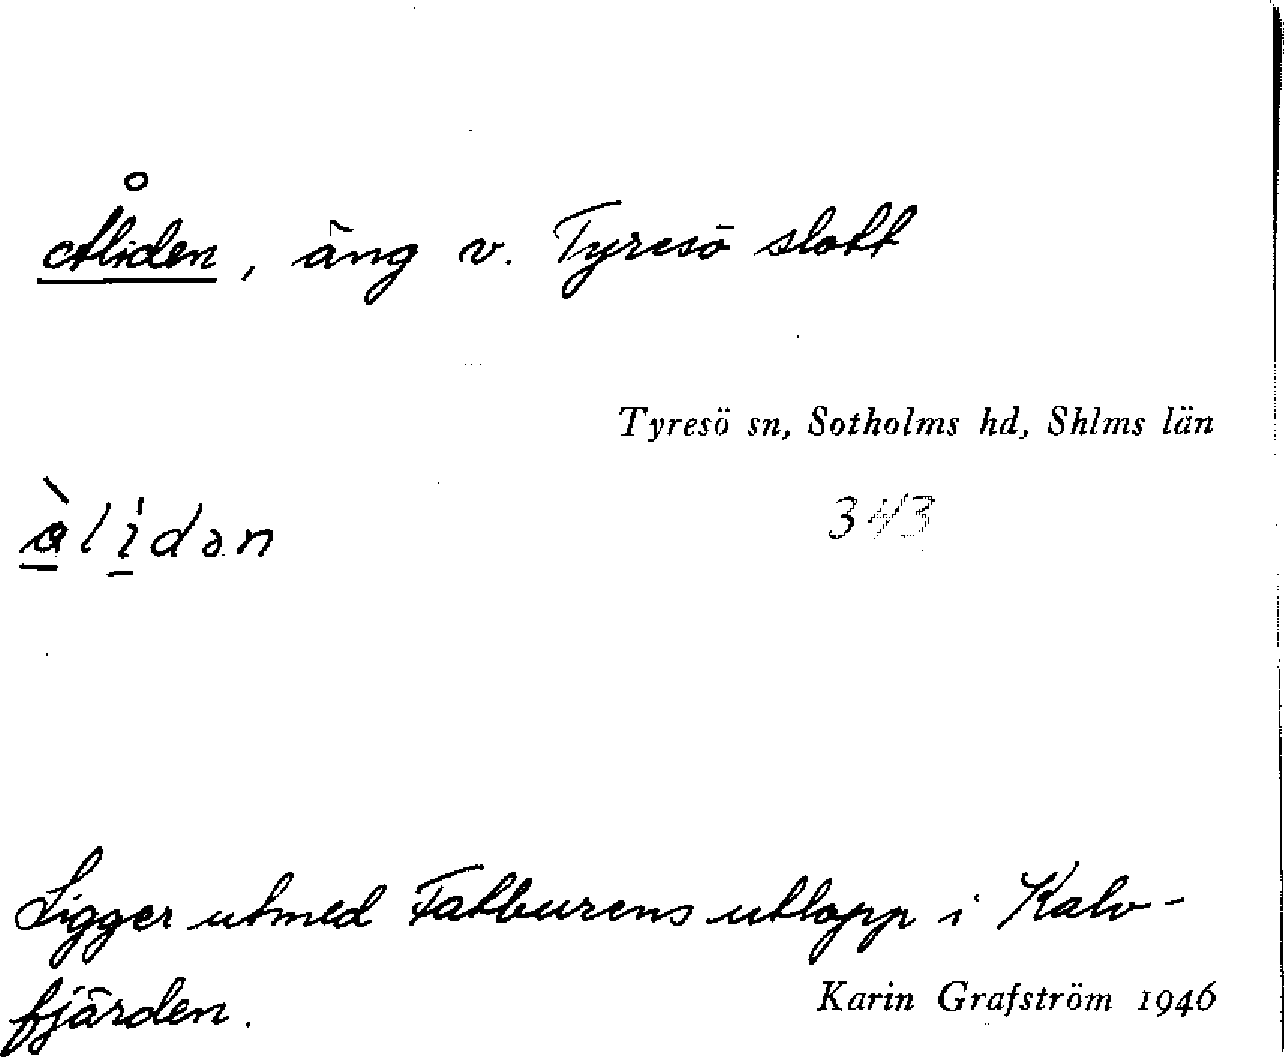 Åliden, äng v. Tyresö slott
Tyresö sn, Sotholms hd, Shlms län
343
Ligger utmed Fatburens utlopp i Kalv-
fjärden.
Karin Grafström 1946